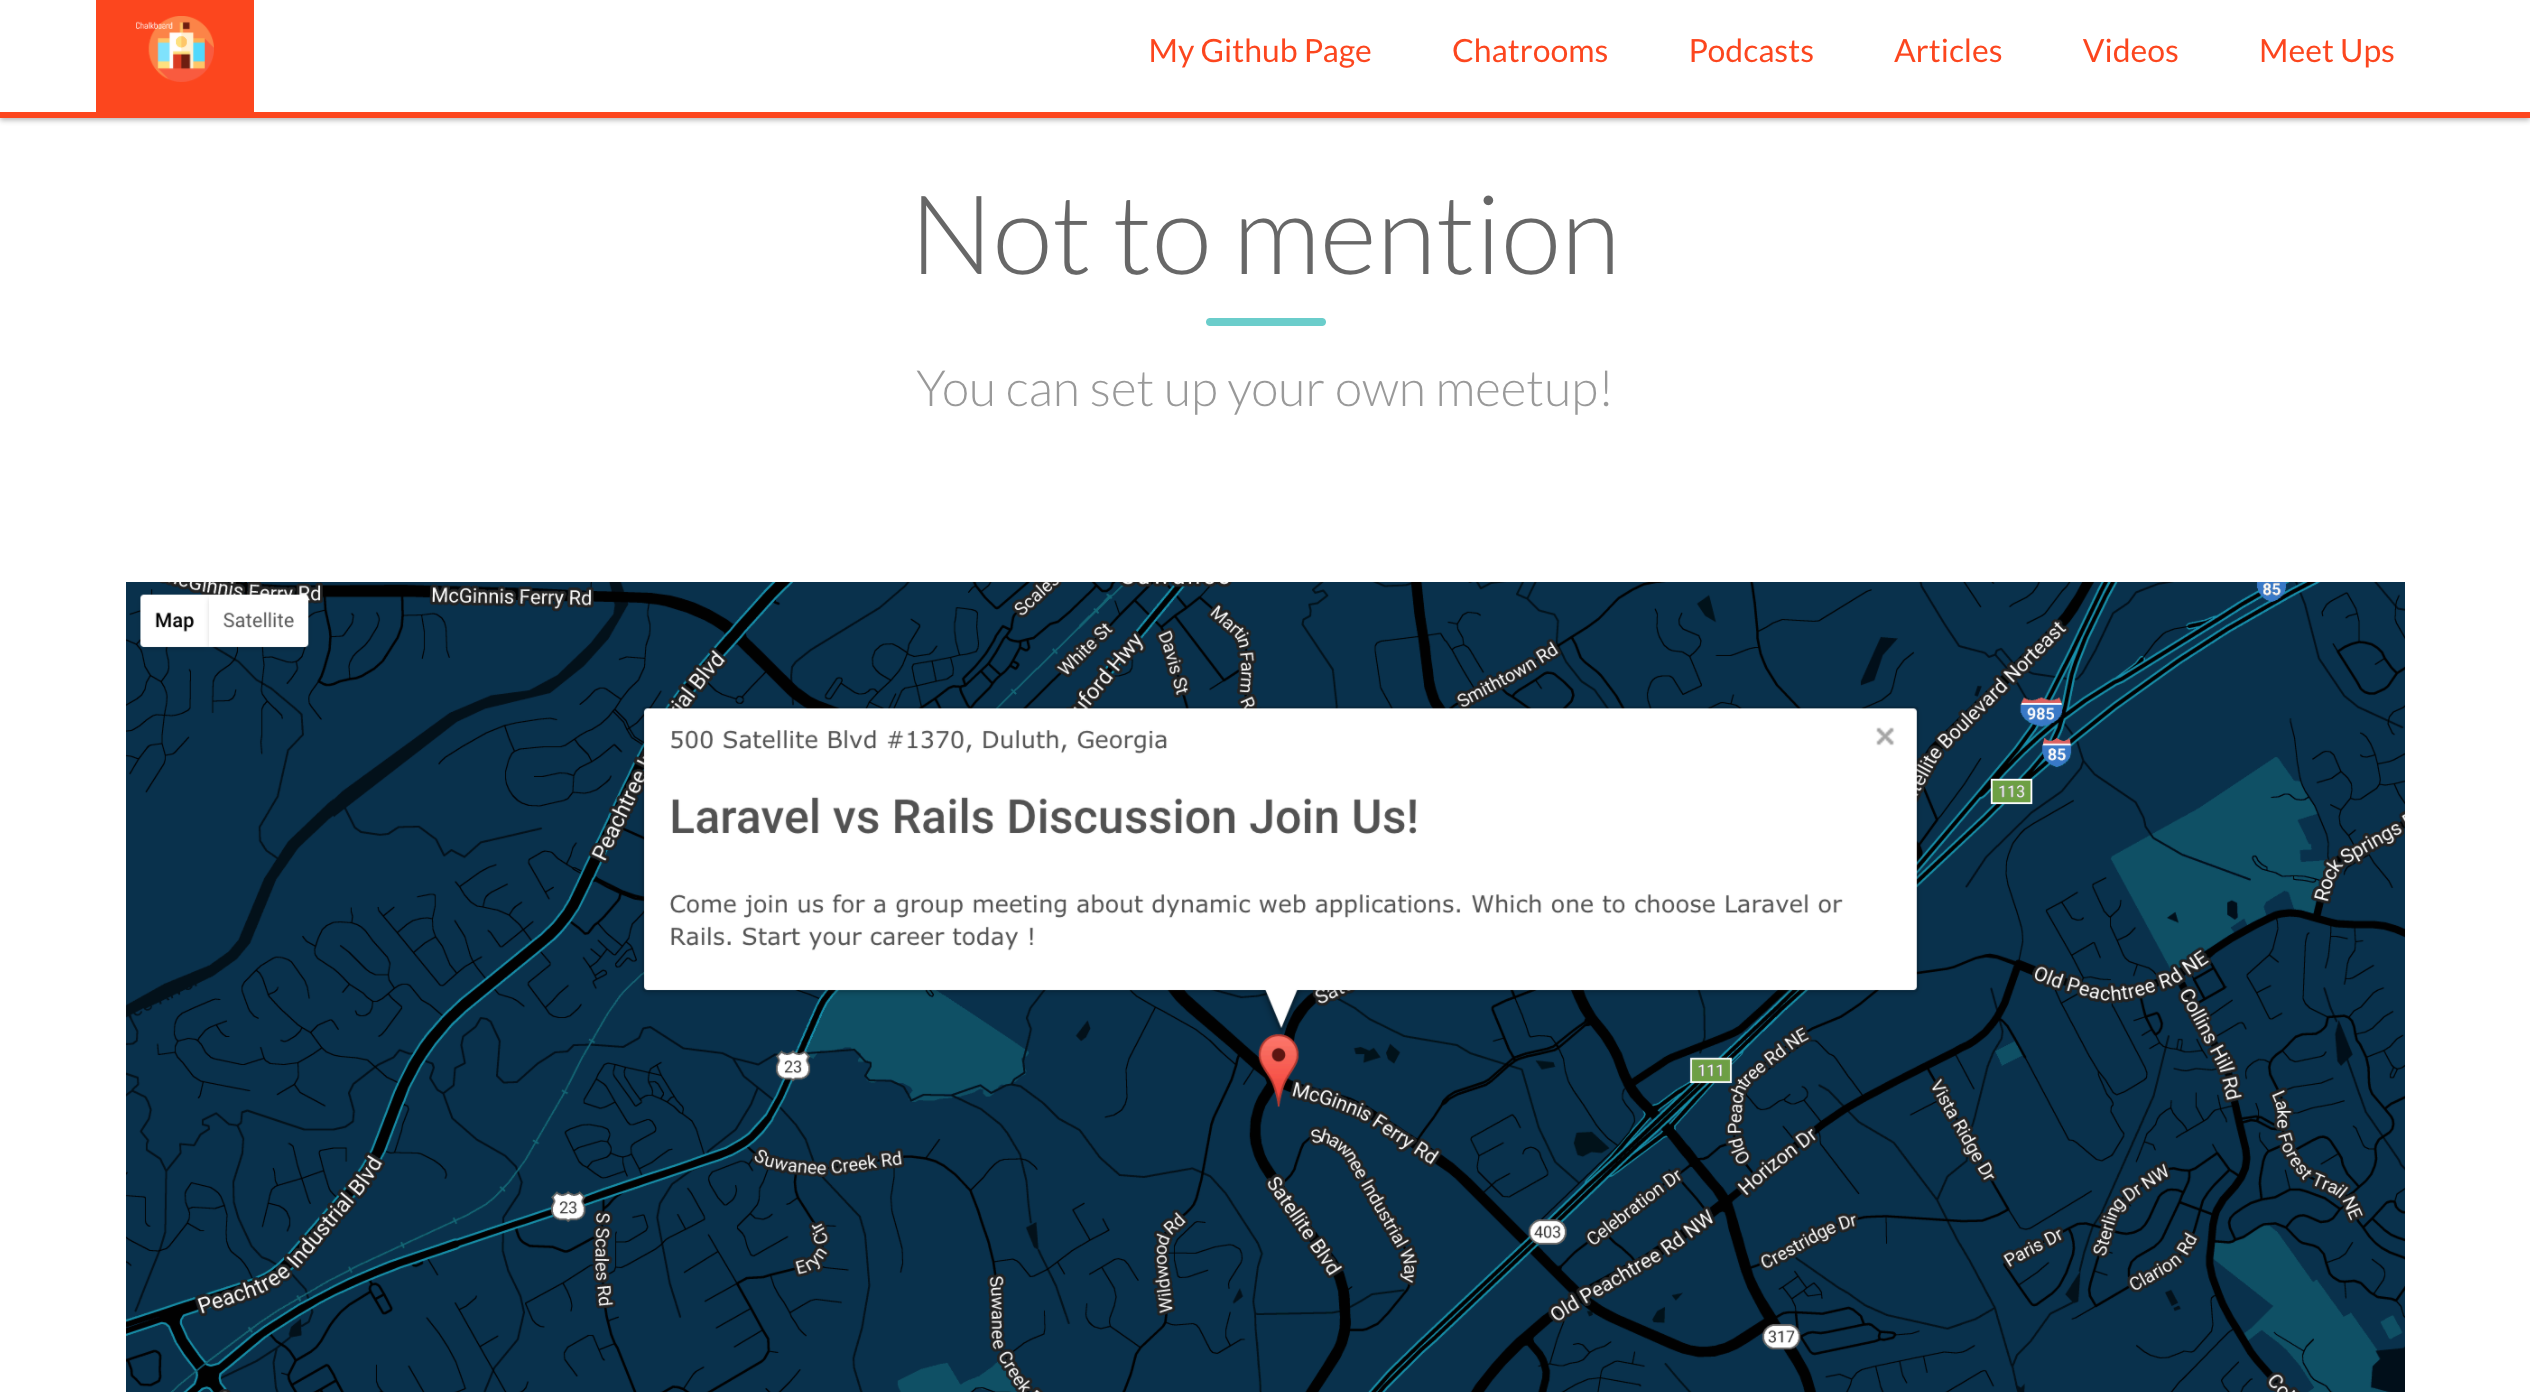 Chalkboard
My Github Page
Chatrooms
Podcasts
Articles
Videos
Meet Ups
Not to mention
You can set up your own meetup!
Map
Satellite
McGinnis Ferry Rd
McGinnis Ferry Rd
Scales
White St
Davis St
Martin Farm R
Smithtown Rd
85
985
85
113
Rock Springs
Peachtree
500 Satellite Blvd #1370, Duluth, Georgia
×
Laravel vs Rails Discussion Join Us!
Come join us for a group meeting about dynamic web applications. Which one to choose Laravel or
Rails. Start your career today !
Old Peachtree Rd NE
Collins Hill Rd
23
111
Old Peachtree Rd NE
McGinnis Ferry Rd
Shawnee Industrial Way
Horizon Dr
Vista Ridge Dr
Lake Forest Trail NE
Suwanee Creek Rd
Peachtree Industrial Blvd
23
S Scales Rd
Eryn Cir
Wildwood Rd
Satellite Blvd
403
Celebration Dr
Old Peachtree Rd NW
Crestridge Dr
Paris Dr
Sterling Dr NW
Clarion Rd
Suwanee Creek
317